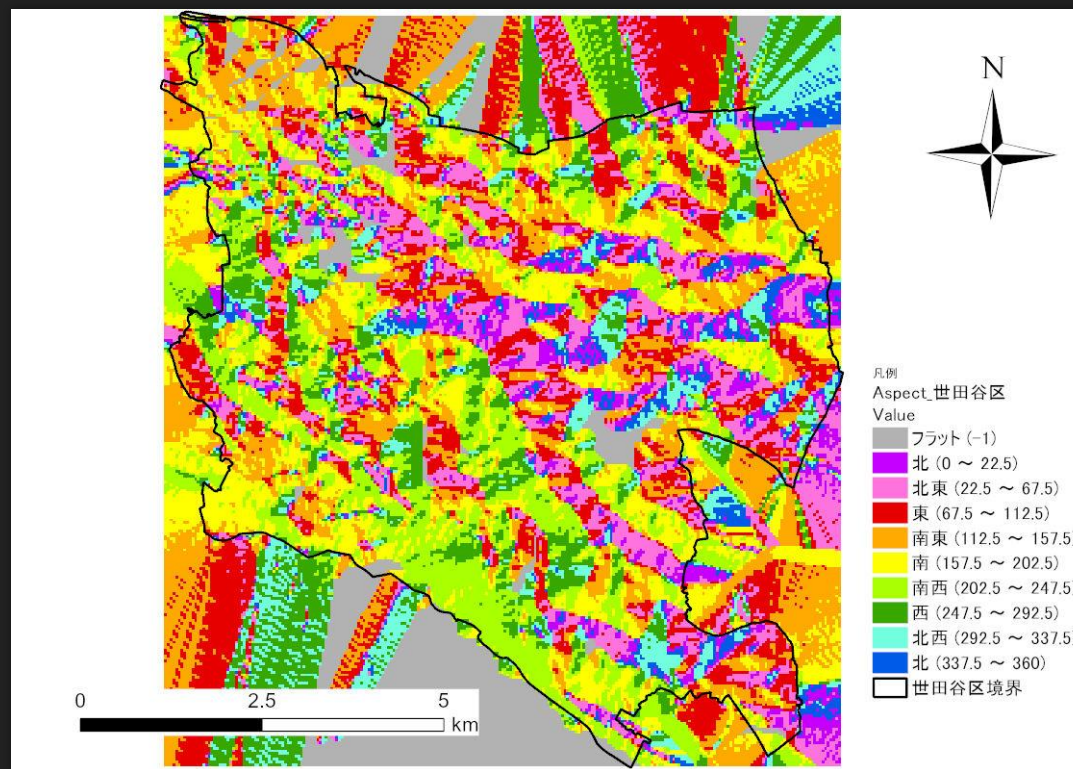 N
凡例
Aspect_世田谷区
Value
フラット (-1)
北 (0 ～ 22.5)
北東 (22.5 ～ 67.5)
東 (67.5 ～ 112.5)
南東 (112.5 ～ 157.5)
南 (157.5 ～ 202.5)
南西 (202.5 ～ 247.5)
西 (247.5 ～ 292.5)
北西 (292.5 ～ 337.5)
北 (337.5 ～ 360)
世田谷区境界
0 2.5 5
km